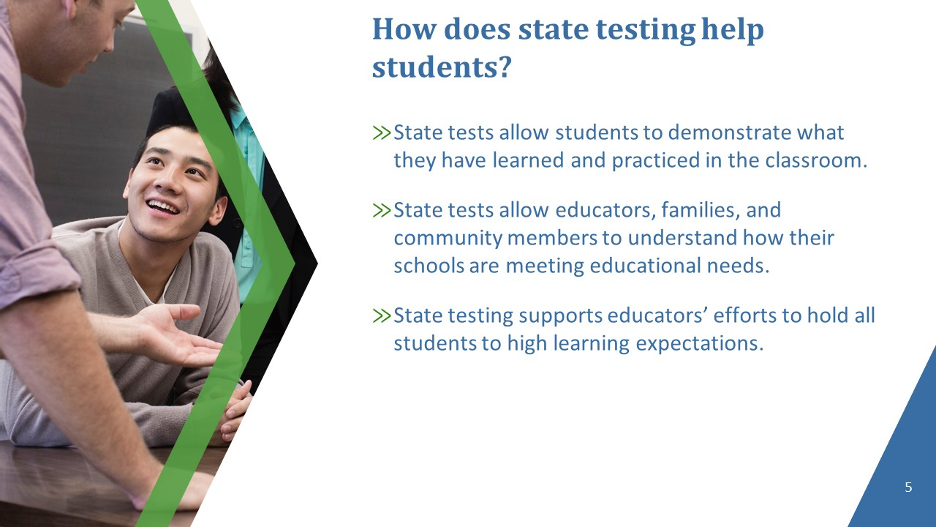 How does state testing help
students?
State tests allow students to demonstrate what
they have learned and practiced in the classroom.
State tests allow educators, families, and
community members to understand how their
schools are meeting educational needs.
State testing supports educators’ efforts to hold all
students to high learning expectations.
5